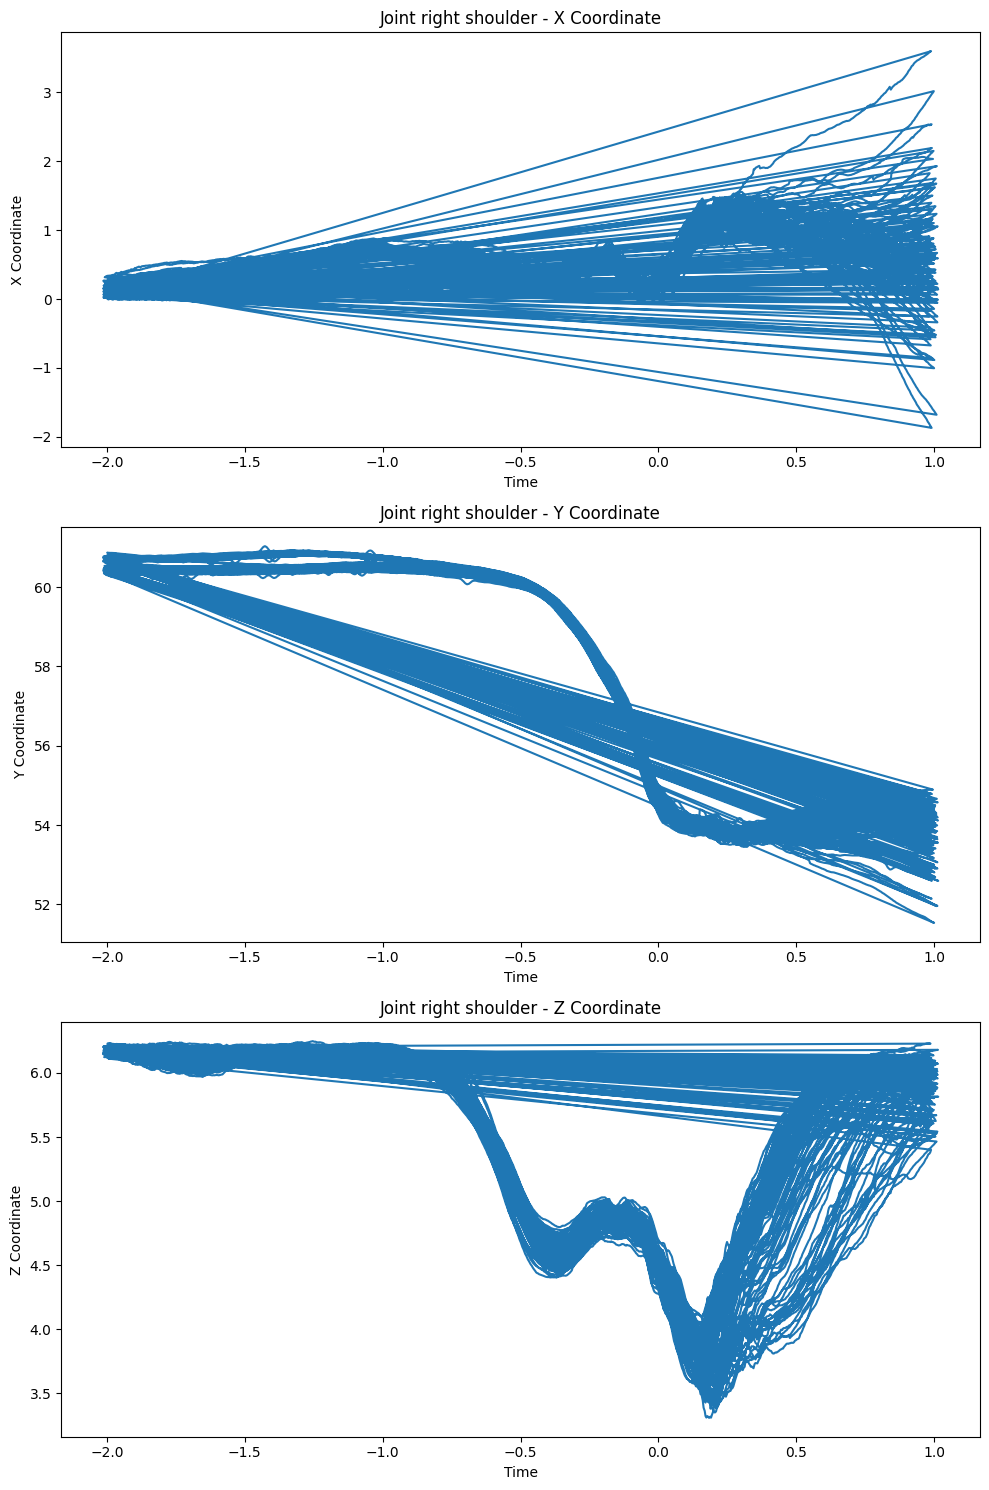 Joint right shoulder - X Coordinate
X Coordinate
3
2
1
0
−1
−2
−2.0 −1.5 −1.0 −0.5 0.0 0.5 1.0
Time
Joint right shoulder - Y Coordinate
Y Coordinate
60
58
56
54
52
−2.0 −1.5 −1.0 −0.5 0.0 0.5 1.0
Time
Joint right shoulder - Z Coordinate
Z Coordinate
6.0
5.5
5.0
4.5
4.0
3.5
−2.0 −1.5 −1.0 −0.5 0.0 0.5 1.0
Time